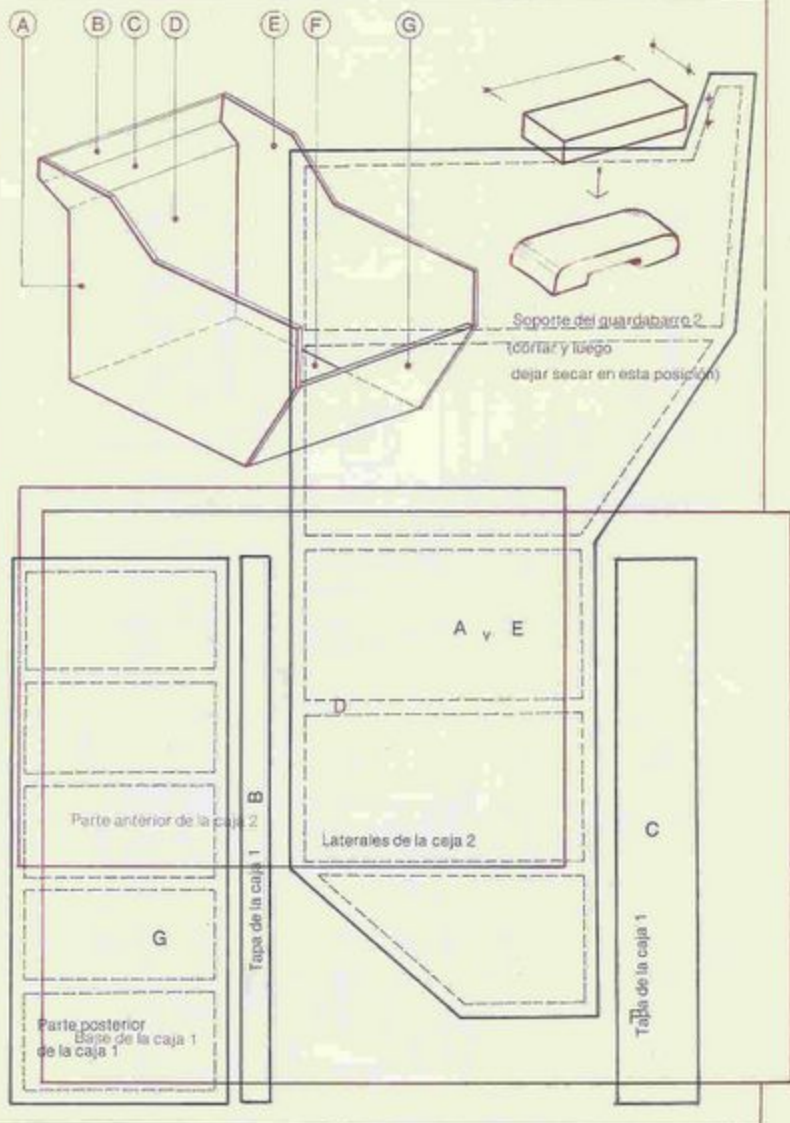 A B C D E F G
Soporte del guardabarro 2
(cortar y luego
dejar secar en esta posición)
A y E
D
B
Parte anterior de la caja 2
Laterales de la caja 2
C
Tapa de la caja 1
G
Tapa de la caja 1
F
Parte posterior
de la caja 1
Base de la caja 1